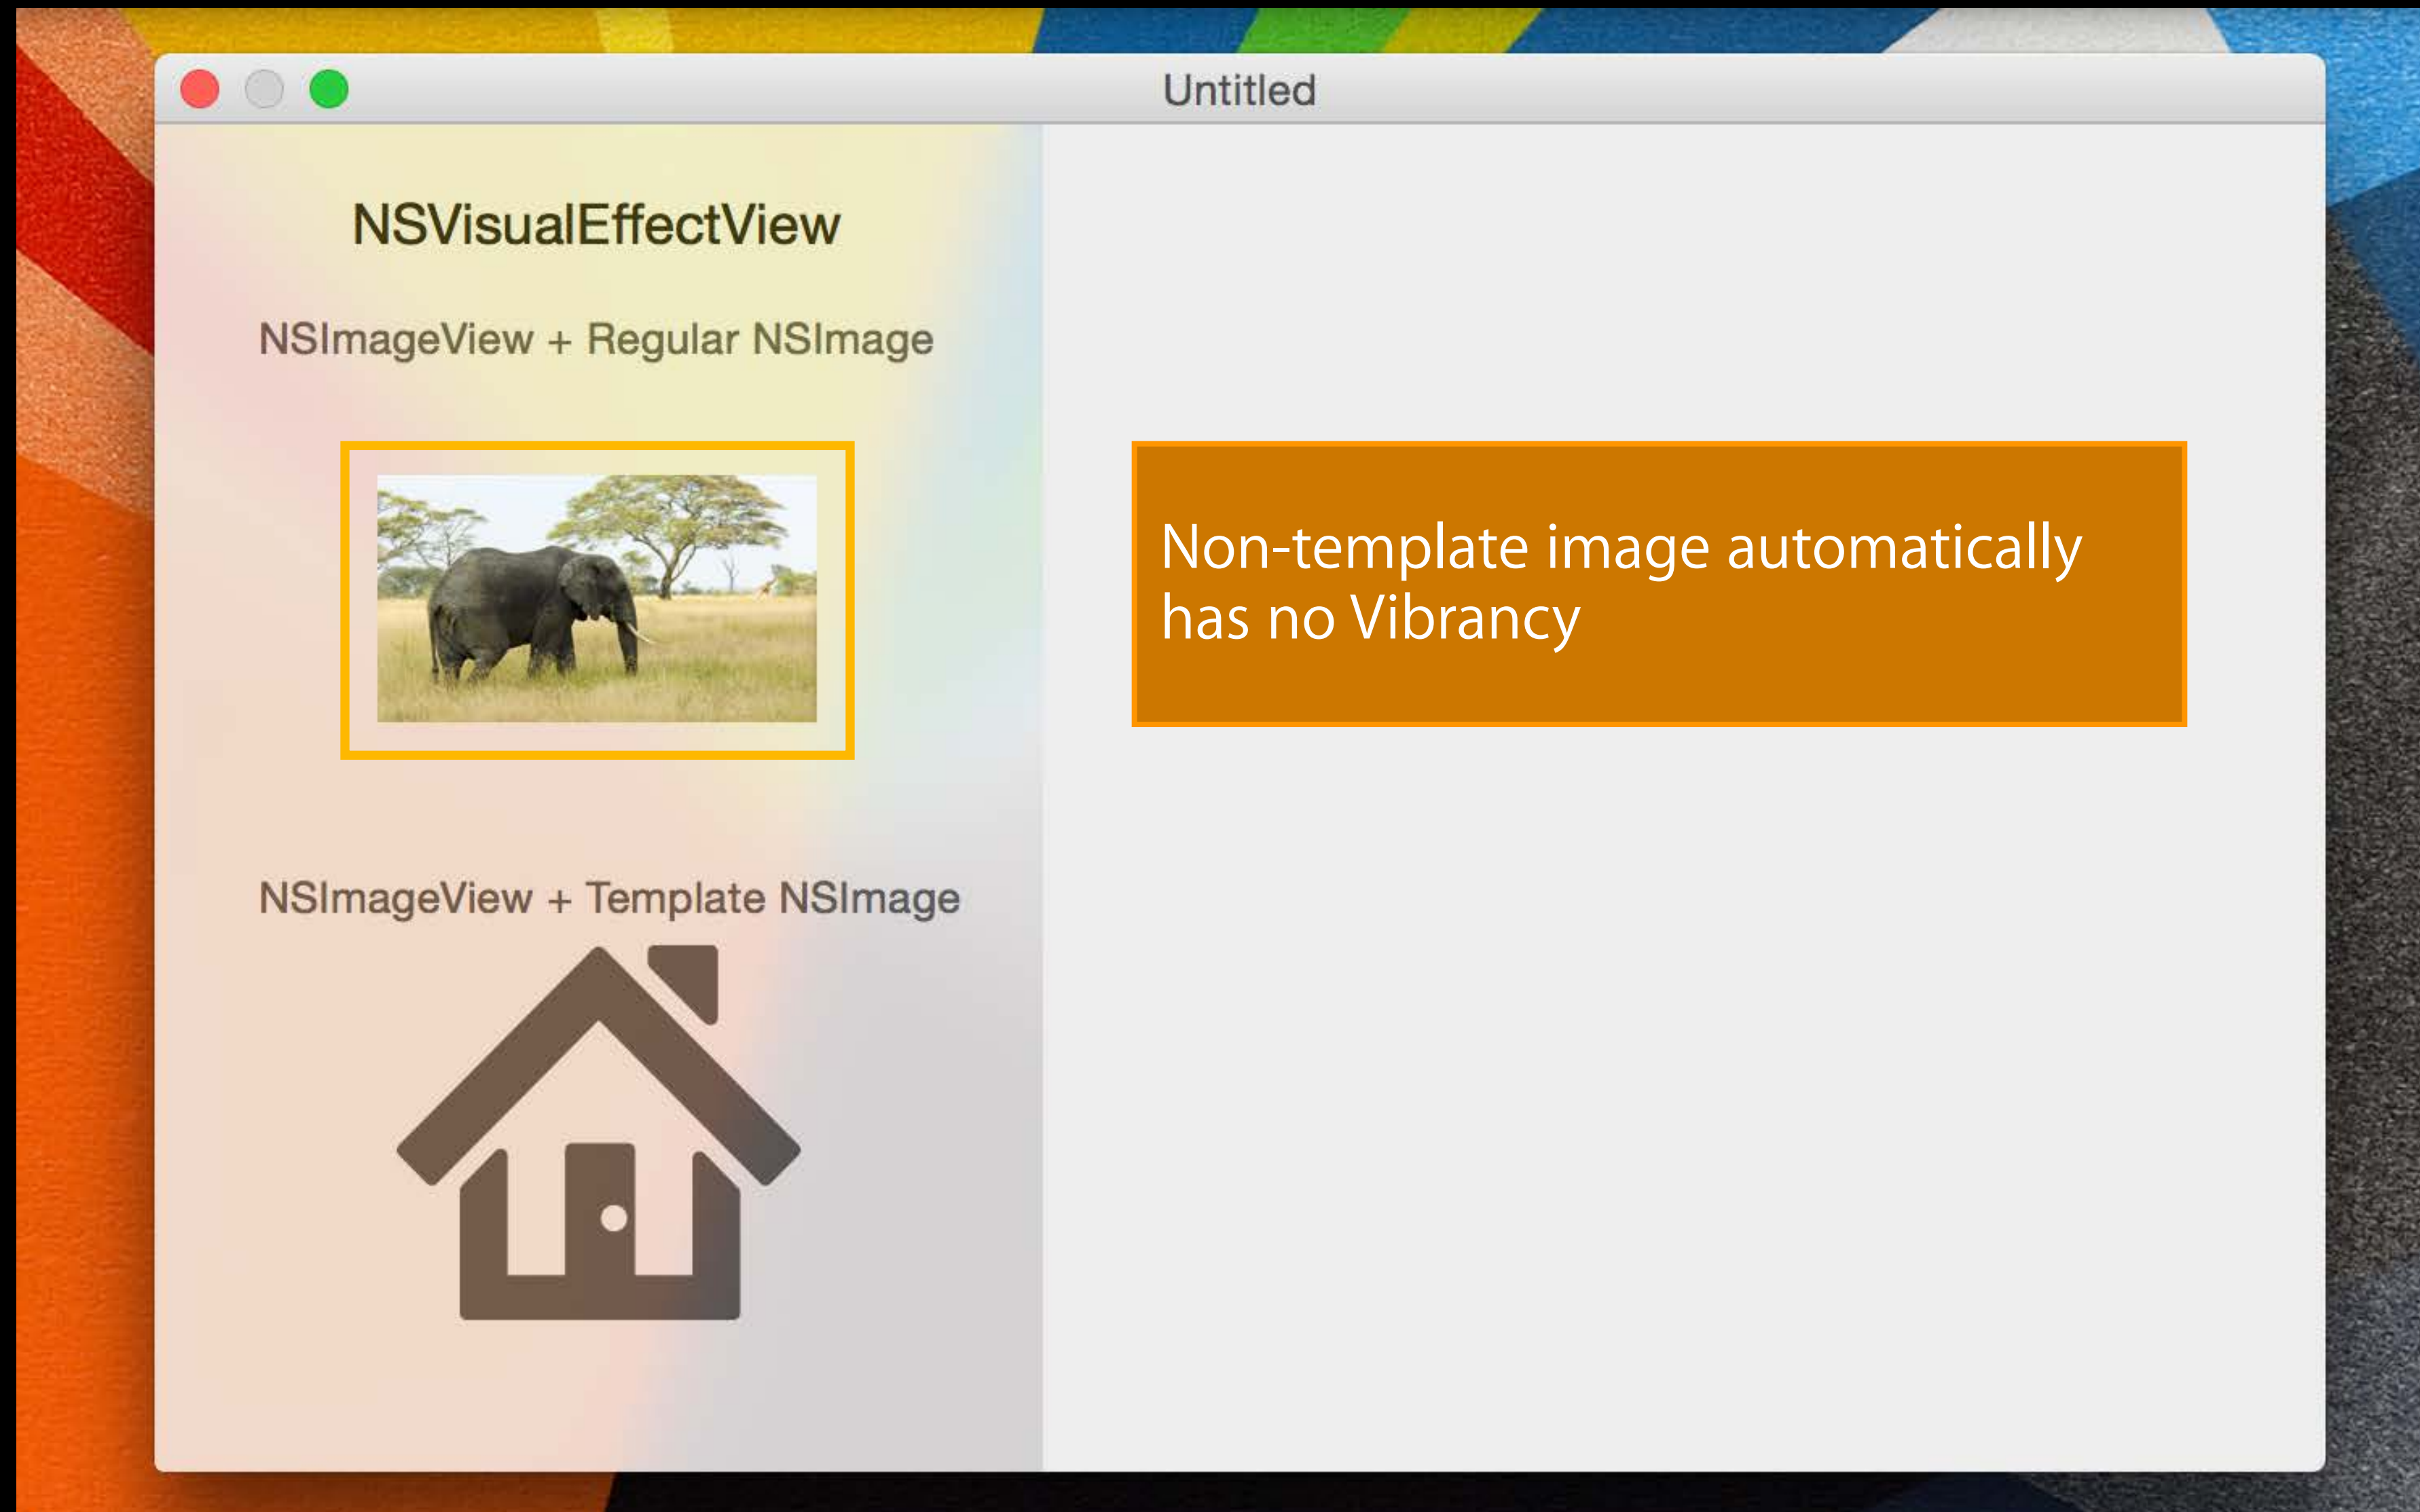 Untitled
NSVisualEffectView
NSImageView + Regular NSImage
Non-template image automatically
has no Vibrancy
NSImageView + Template NSImage